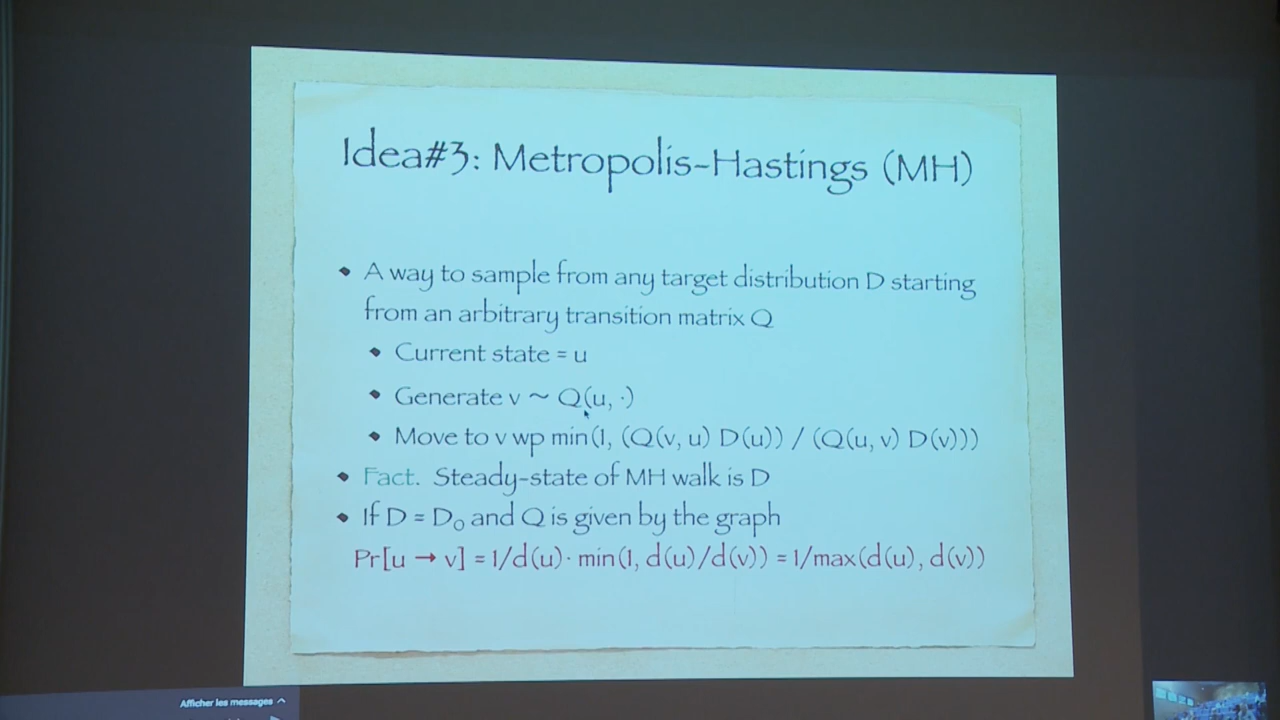 Idea#3: Metropolis-Hastings (MH)
A way to sample from any target distribution D starting
from an arbitrary transition matrix Q
Current state = u
Generate v ~ Q(u, ·)
Move to v wp min(1, (Q(v, u) D(u)) / (Q(u, v) D(v)))
Fact. Steady-state of MH walk is D
If D = D₀ and Q is given by the graph
Pr[u → v] = 1/d(u)· min(1, d(u)/d(v)) = 1/max(d(u), d(v))
Afficher les messages